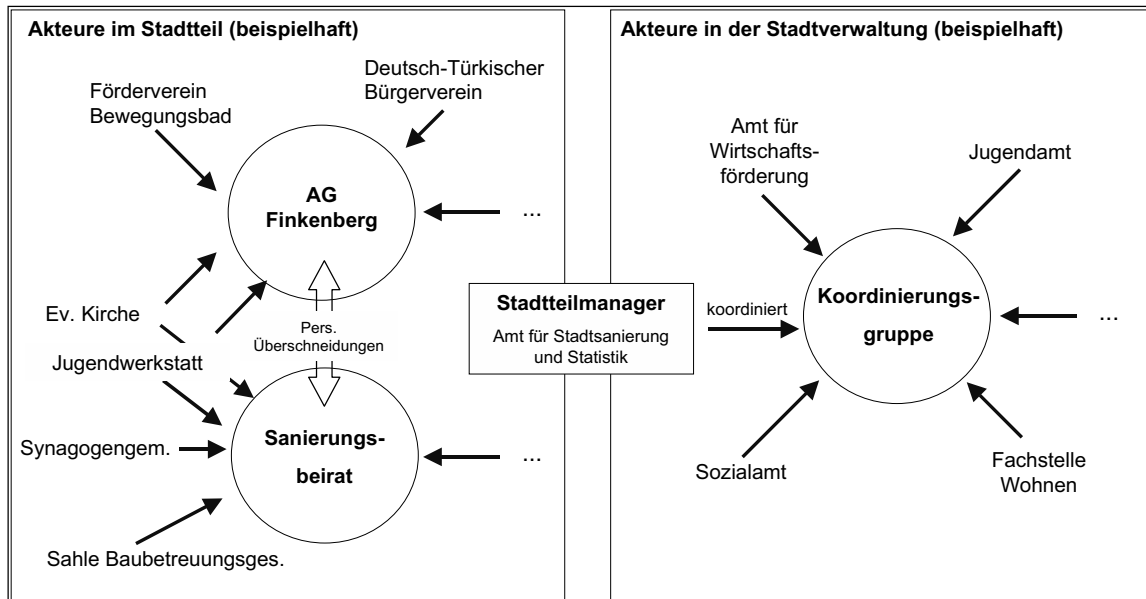 Akteure im Stadtteil (beispielhaft)
Förderverein
Bewegungsbad
Deutsch-Türkischer
Bürgerverein
AG
Finkenberg
...
Ev. Kirche
Jugendwerkstatt
Pers.
Überschneidungen
Synagogengem.
Sanierungs-
beirat
...
Sahle Baubetreuungsges.
Stadtteilmanager
Amt für Stadtsanierung
und Statistik
Akteure in der Stadtverwaltung (beispielhaft)
Amt für
Wirtschafts-
förderung
Jugendamt
koordiniert
Koordinierungs-
gruppe
...
Sozialamt
Fachstelle
Wohnen